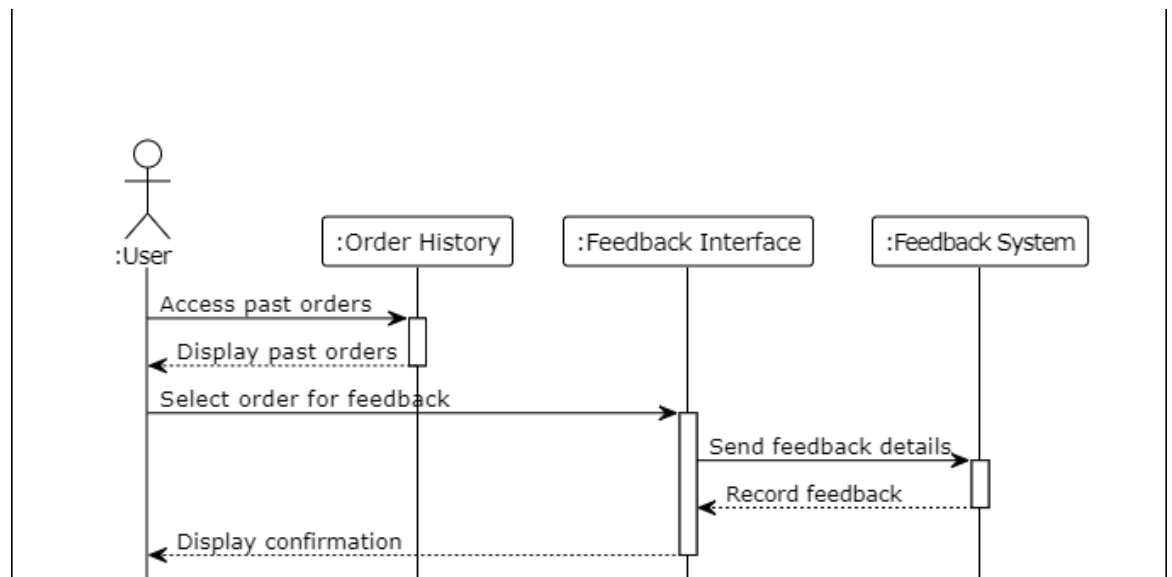 :User
:Order History
:Feedback Interface
:Feedback System
Access past orders
Display past orders
Select order for feedback
Send feedback details
Record feedback
Display confirmation